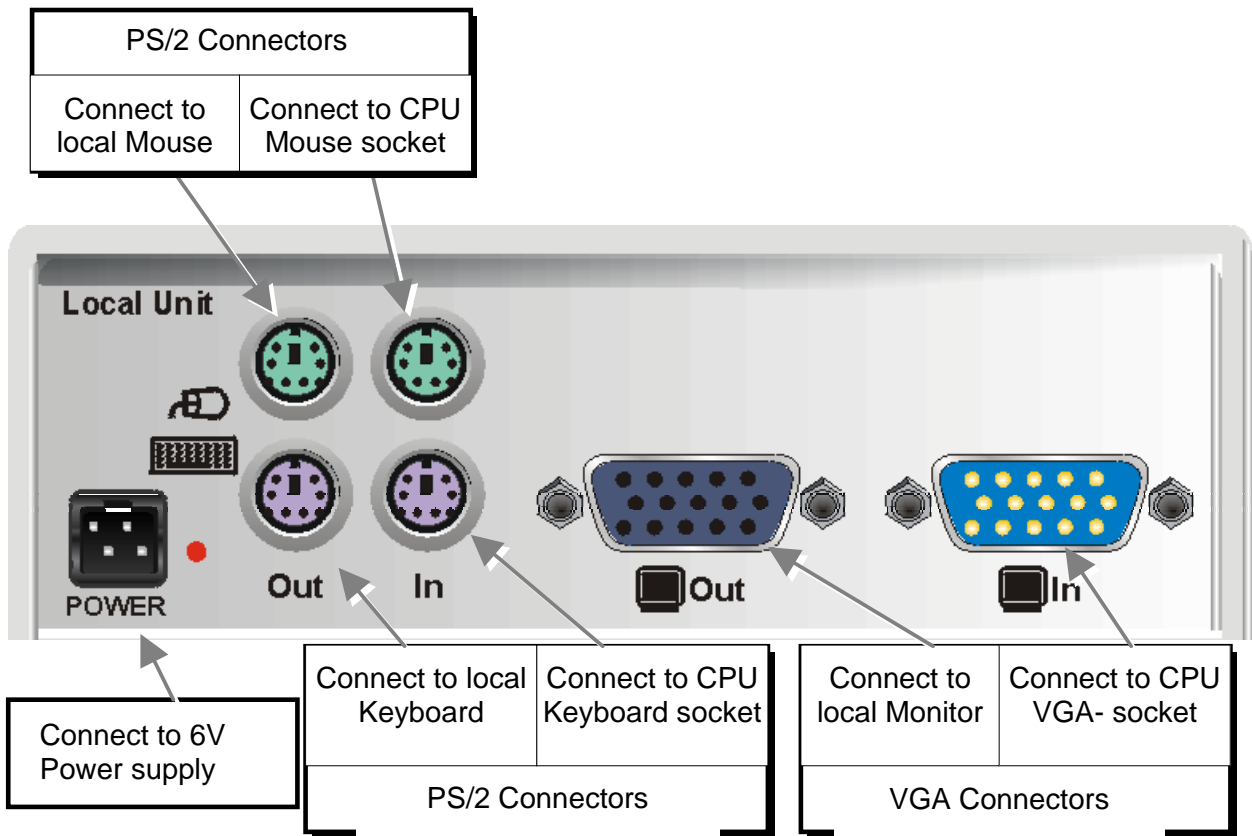 PS/2 Connectors
Connect to
local Mouse
Connect to CPU
Mouse socket
Local Unit
POWER
Out
In
Out
In
Connect to 6V
Power supply
Connect to local
Keyboard
Connect to CPU
Keyboard socket
PS/2 Connectors
Connect to
local Monitor
Connect to CPU
VGA- socket
VGA Connectors